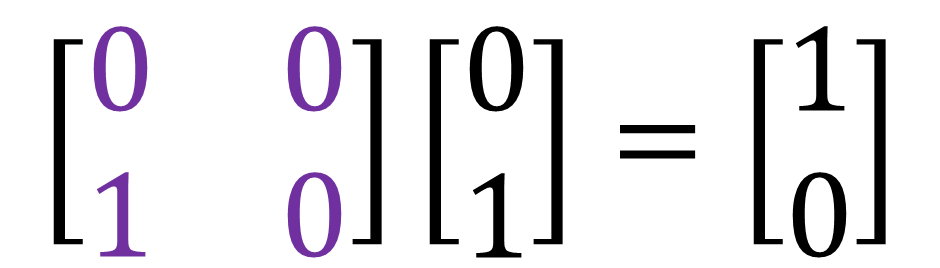 [0 0] [0] = [1]
[1 0] [1] [0]